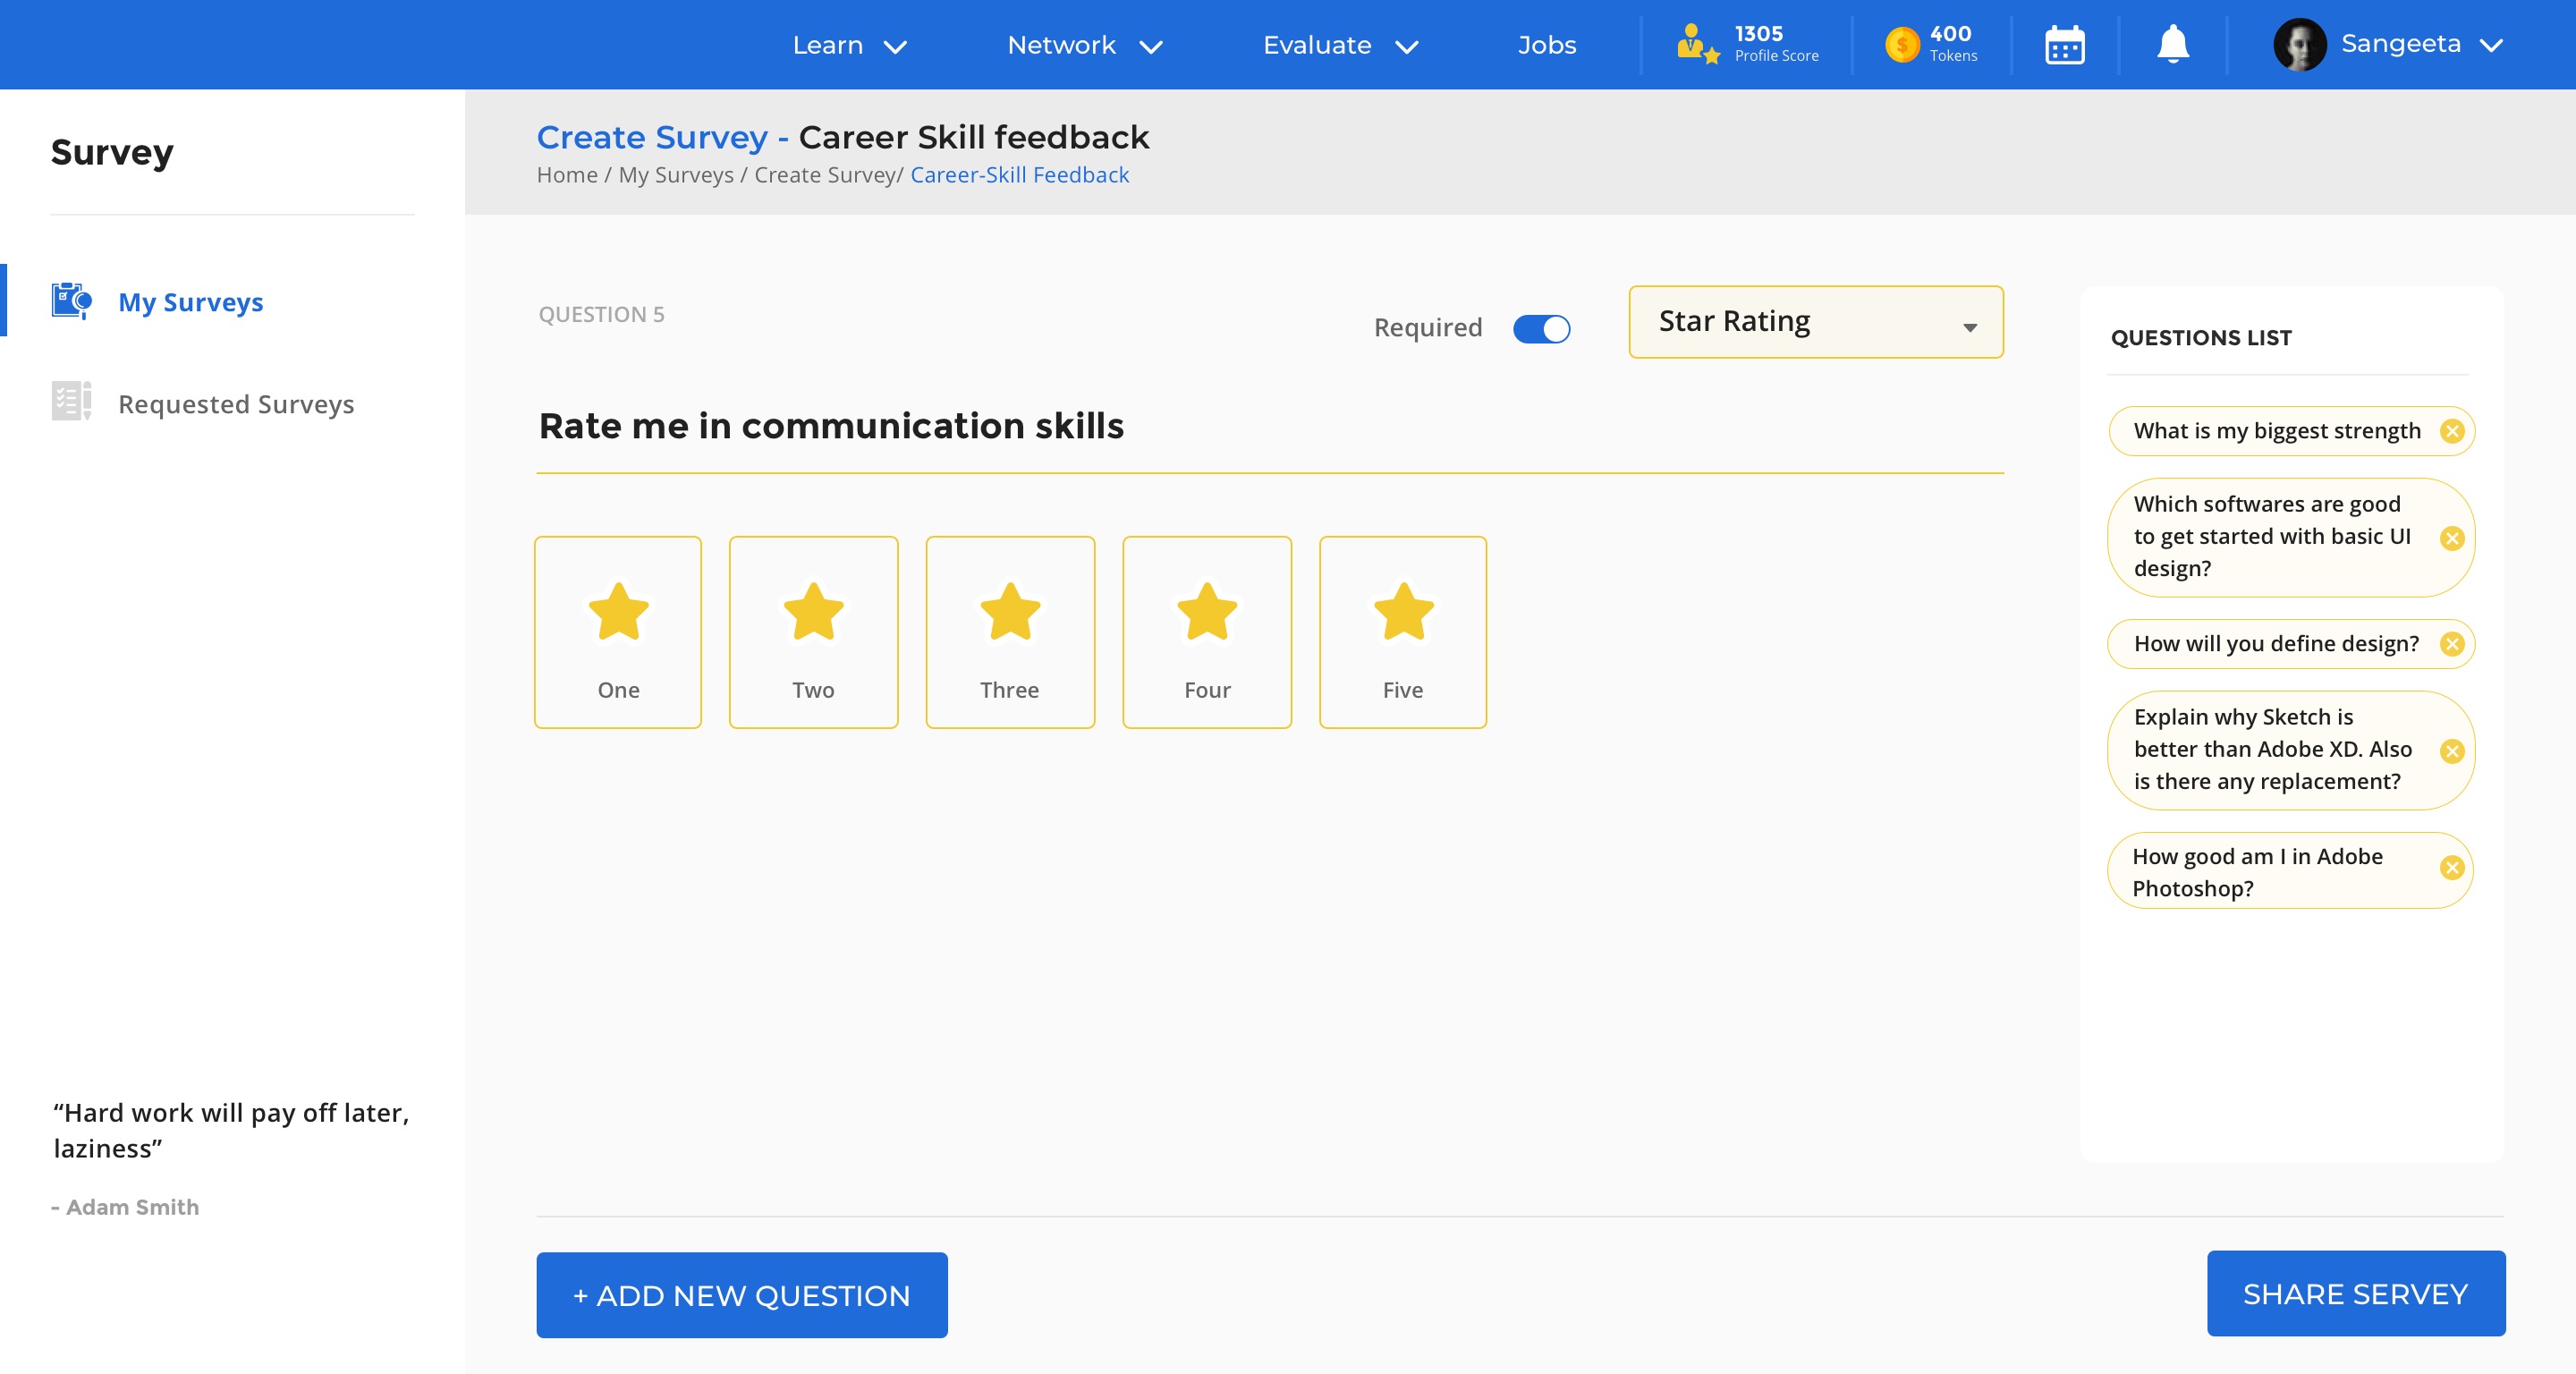 Learn
Network
Evaluate
Jobs
1305
Profile Score
400
Tokens
Sangeeta
Survey
My Surveys
Requested Surveys
“Hard work will pay off later,
laziness”
- Adam Smith
Create Survey - Career Skill feedback
Home / My Surveys / Create Survey/ Career-Skill Feedback
QUESTION 5
Required
Star Rating
Rate me in communication skills
One
Two
Three
Four
Five
QUESTIONS LIST
What is my biggest strength
Which softwares are good
to get started with basic UI
design?
How will you define design?
Explain why Sketch is
better than Adobe XD. Also
is there any replacement?
How good am I in Adobe
Photoshop?
+ ADD NEW QUESTION
SHARE SERVEY